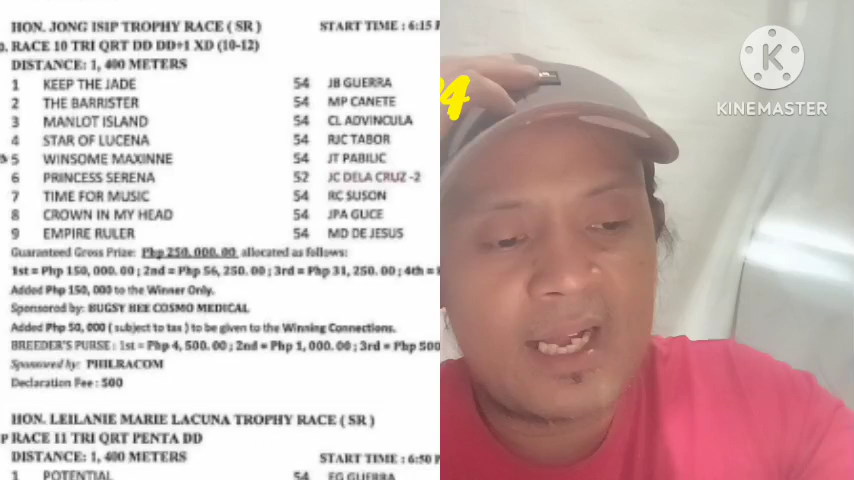 HON. JONG ISIP TROPHY RACE ( SR ) START TIME : 6:15
RACE 10 TRI QRT DD DD+1 XD (10-12)
DISTANCE: 1, 400 METERS
1 KEEP THE JADE 54 JB GUERRA
2 THE BARRISTER 54 MP CANETE
3 MANLOT ISLAND 54 CL ADVINCULA
4 STAR OF LUCENA 54 RJC TABOR
5 WINSOME MAXINNE 54 JT PABILIC
6 PRINCESS SERENA 52 JC DELA CRUZ -2
7 TIME FOR MUSIC 54 RC SUSON
8 CROWN IN MY HEAD 54 JPA GUCE
9 EMPIRE RULER 54 MD DE JESUS
Guaranteed Gross Prize: Php 250, 000. 00 allocated as follows:
1st = Php 150, 000. 00 ; 2nd = Php 56, 250. 00 ; 3rd = Php 31, 250. 00 ; 4th =
Added Php 150, 000 to the Winner Only.
Sponsored by: BUGSY BEE COSMO MEDICAL
Added Php 50, 000 ( subject to tax ) to be given to the Winning Connections.
BREEDER'S PURSE : 1st = Php 4, 500. 00 ; 2nd = Php 1, 000. 00 ; 3rd = Php 500
Sponsored by: PHILRACOM
Declaration Fee : 500
HON. LEILANIE MARIE LACUNA TROPHY RACE ( SR )
RACE 11 TRI QRT PENTA DD
DISTANCE: 1, 400 METERS START TIME : 6:50
1 POTENTIAL 54 FG GUERRA
4
K
KINEMASTER